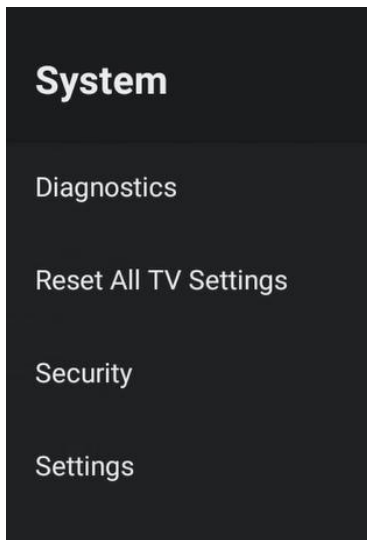 System
Diagnostics
Reset All TV Settings
Security
Settings